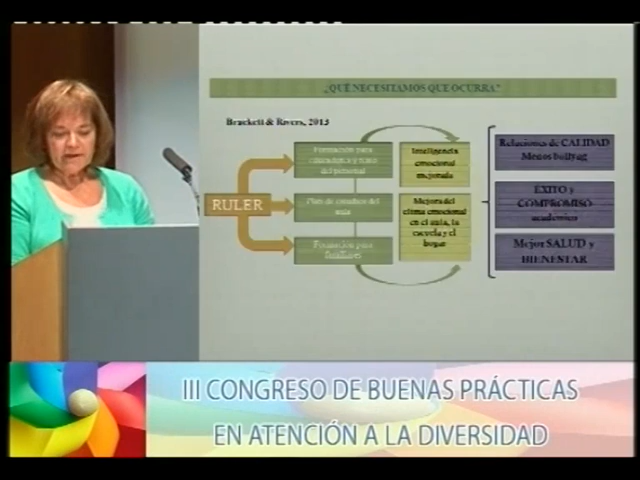 ¿QUÉ NECESITAMOS QUE OCURRA?
Brackett & Rivers, 2013
RULER
Formación para
educadores y resto
del personal
Plan de estudios del
aula
Formación para
familiares
Inteligencia
emocional
mejorada
Mejora del
clima emocional
en el aula, la
escuela y el
hogar
Relaciones de CALIDAD
Menos bullyng
ÉXITO y
COMPROMISO
académico
Mejor SALUD y
BIENESTAR
III CONGRESO DE BUENAS PRÁCTICAS
EN ATENCIÓN A LA DIVERSIDAD